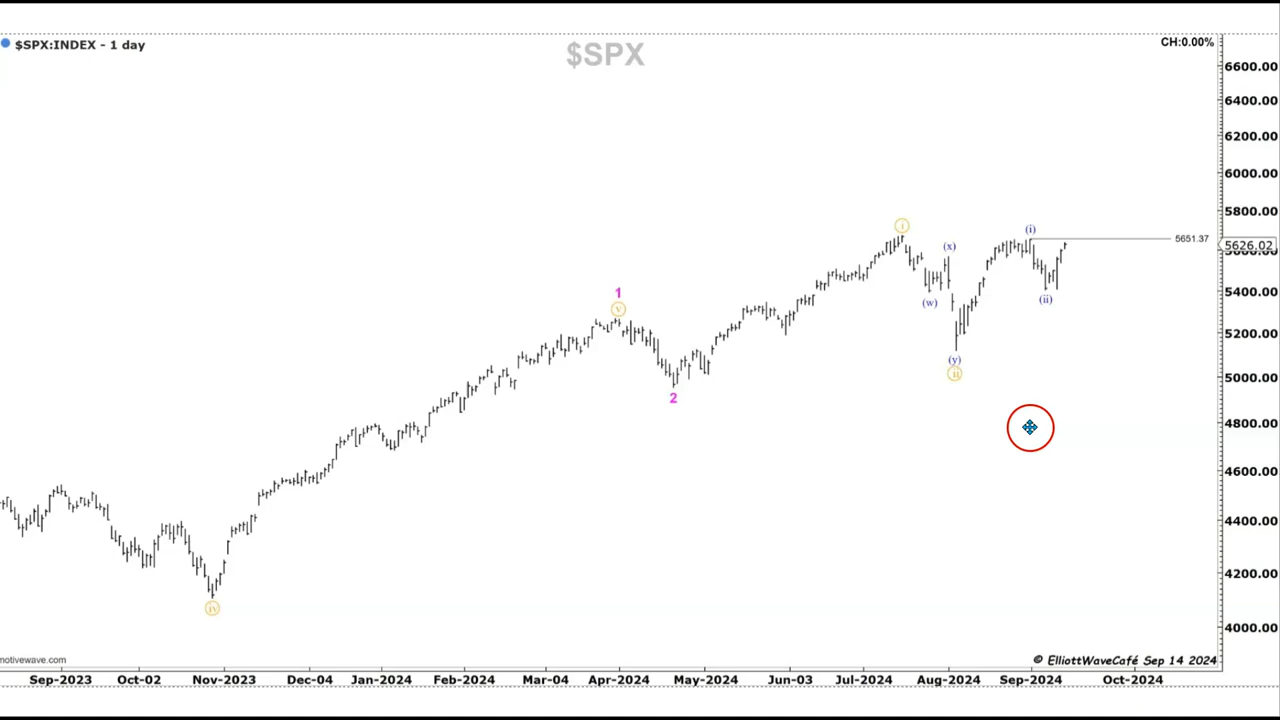 $SPX:INDEX - 1 day
$SPX
CH:0.00%
6600.00
6400.00
6200.00
6000.00
5800.00
5651.37
5626.02
5400.00
5200.00
5000.00
4800.00
4600.00
4400.00
4200.00
4000.00
i
(i)
(x)
(w)
(ii)
1
v
(y)
ii
2
iv
motivewave.com
© ElliottWaveCafé Sep 14 2024
Sep-2023 Oct-02 Nov-2023 Dec-04 Jan-2024 Feb-2024 Mar-04 Apr-2024 May-2024 Jun-03 Jul-2024 Aug-2024 Sep-2024 Oct-2024